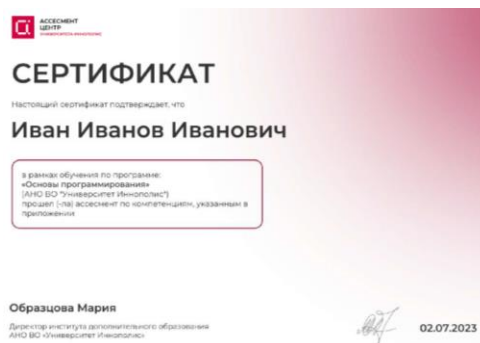 АССЕСМЕНТ
ЦЕНТР
УНИВЕРСИТЕТА ИННОПОЛИС
СЕРТИФИКАТ
Настоящий сертификат подтверждает, что
Иван Иванов Иванович
в рамках обучения по программе:
«Основы программирования»
(АНО ВО "Университет Иннополис")
прошел (-ла) ассесмент по компетенциям, указанным в
приложении
Образцова Мария
Директор института дополнительного образования
АНО ВО «Университет Иннополис»
02.07.2023